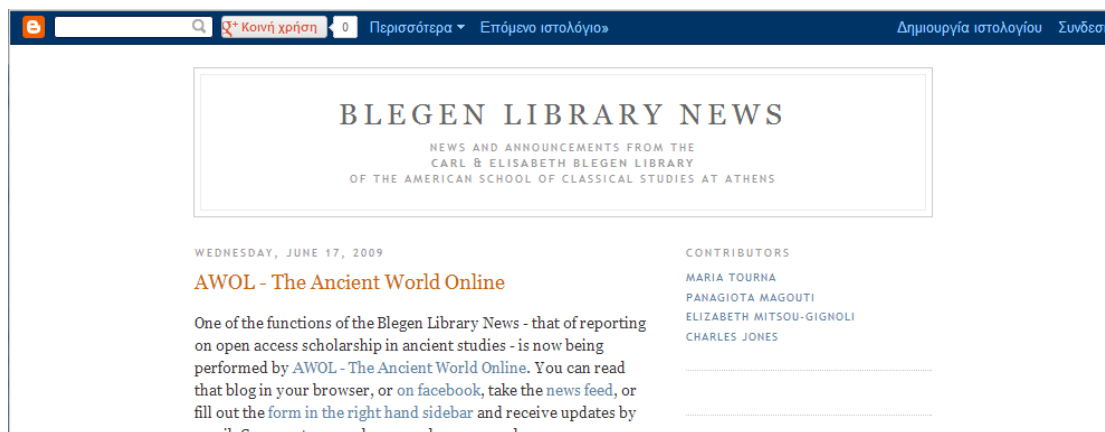 g+ Κοινή χρήση 0 Περισσότερα Επόμενο ιστολόγιο» Δημιουργία ιστολογίου
BLEGEN LIBRARY NEWS
NEWS AND ANNOUNCEMENTS FROM THE
CARL & ELISABETH BLEGEN LIBRARY
OF THE AMERICAN SCHOOL OF CLASSICAL STUDIES AT ATHENS
WEDNESDAY, JUNE 17, 2009
AWOL - The Ancient World Online
One of the functions of the Blegen Library News - that of reporting
on open access scholarship in ancient studies - is now being
performed by AWOL - The Ancient World Online. You can read
that blog in your browser, or on facebook, take the news feed, or
fill out the form in the right hand sidebar and receive updates by
CONTRIBUTORS
MARIA TOURNA
PANAGIOTA MAGOUTI
ELIZABETH MITSOU-GIGNOLI
CHARLES JONES